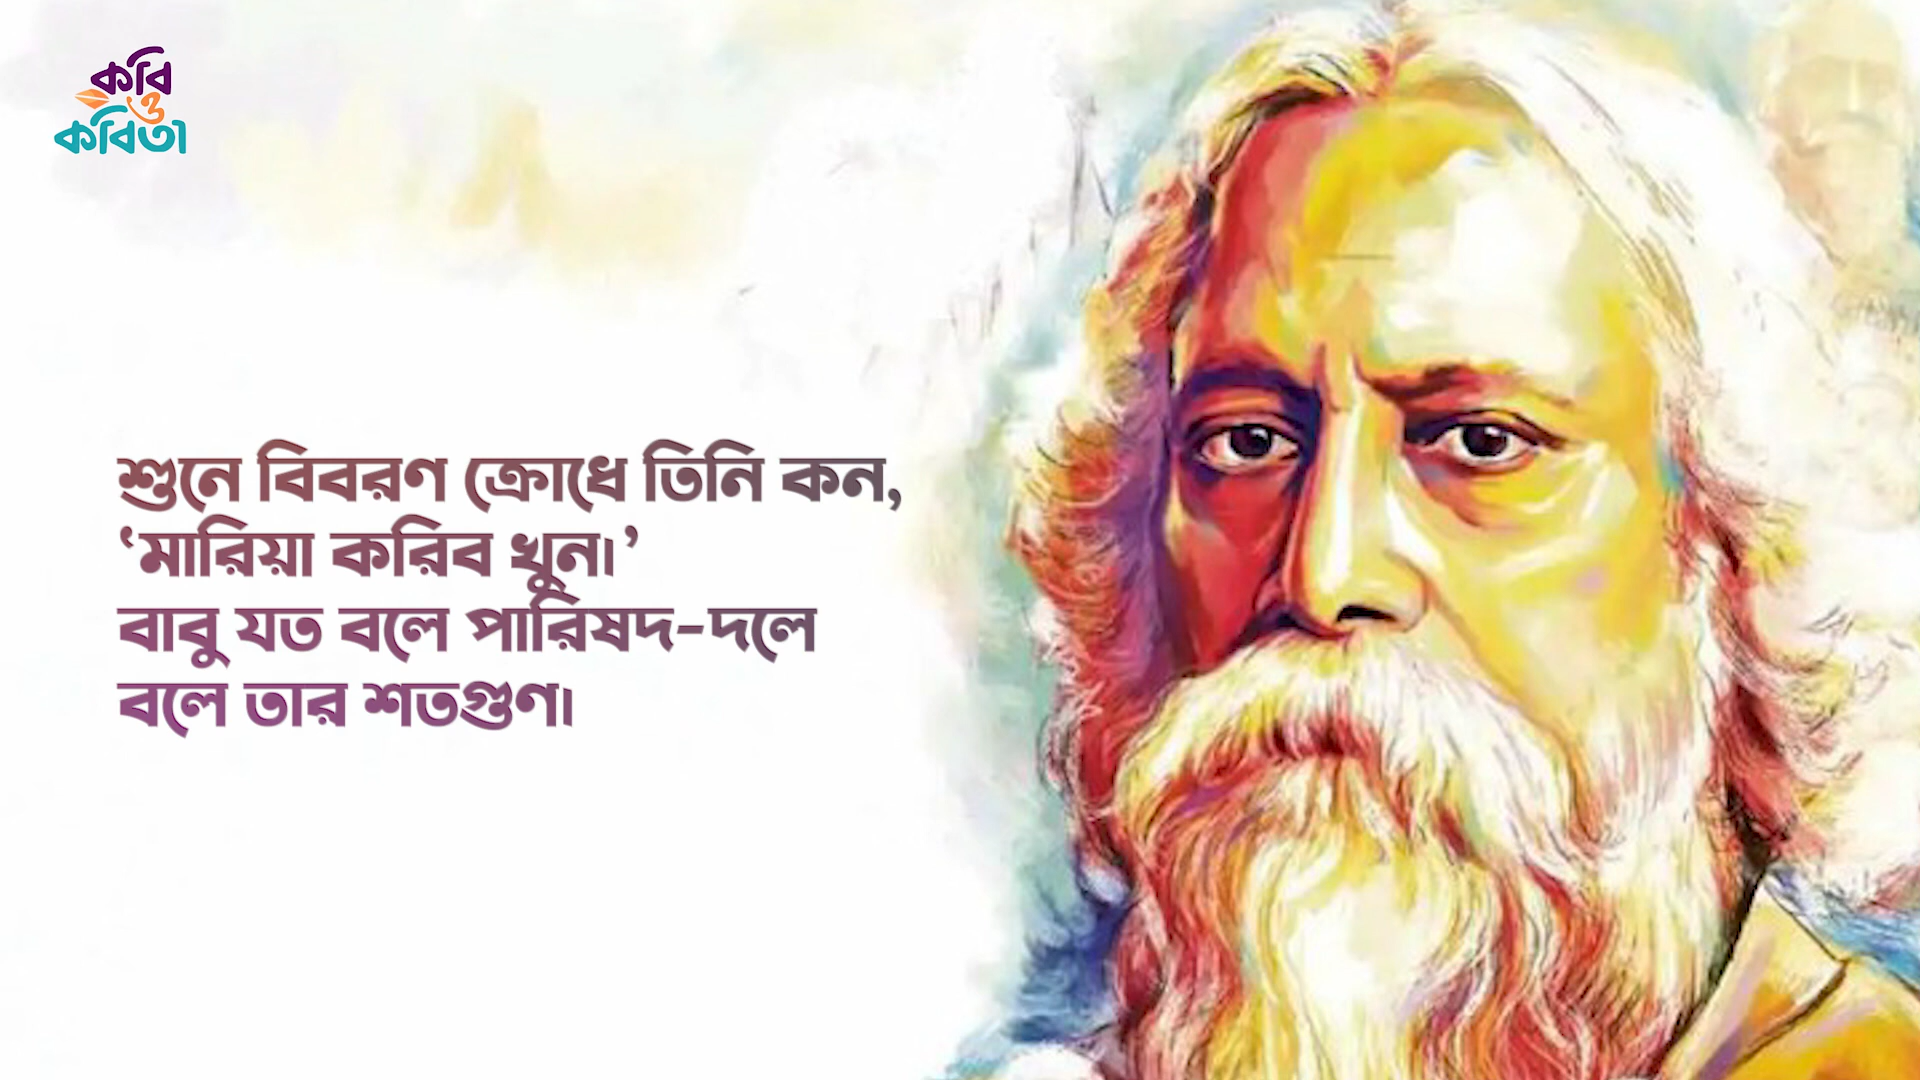 কবি
ও
কবিতা
শুনে বিবরণ ক্রোধে তিনি কন,
‘মারিয়া করিব খুন।’
বাবু যত বলে পারিষদ-দলে
বলে তার শতগুণ।